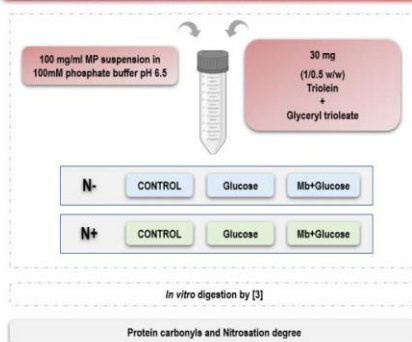 100 mg/ml MP suspension in
100mM phosphate buffer pH 6.5
30 mg
(1/0.5 w/w)
Triolein
+
Glyceryl trioleate
N-
CONTROL
Glucose
Mb+Glucose
N+
CONTROL
Glucose
Mb+Glucose
In vitro digestion by [3]
Protein carbonyls and Nitrosation degree